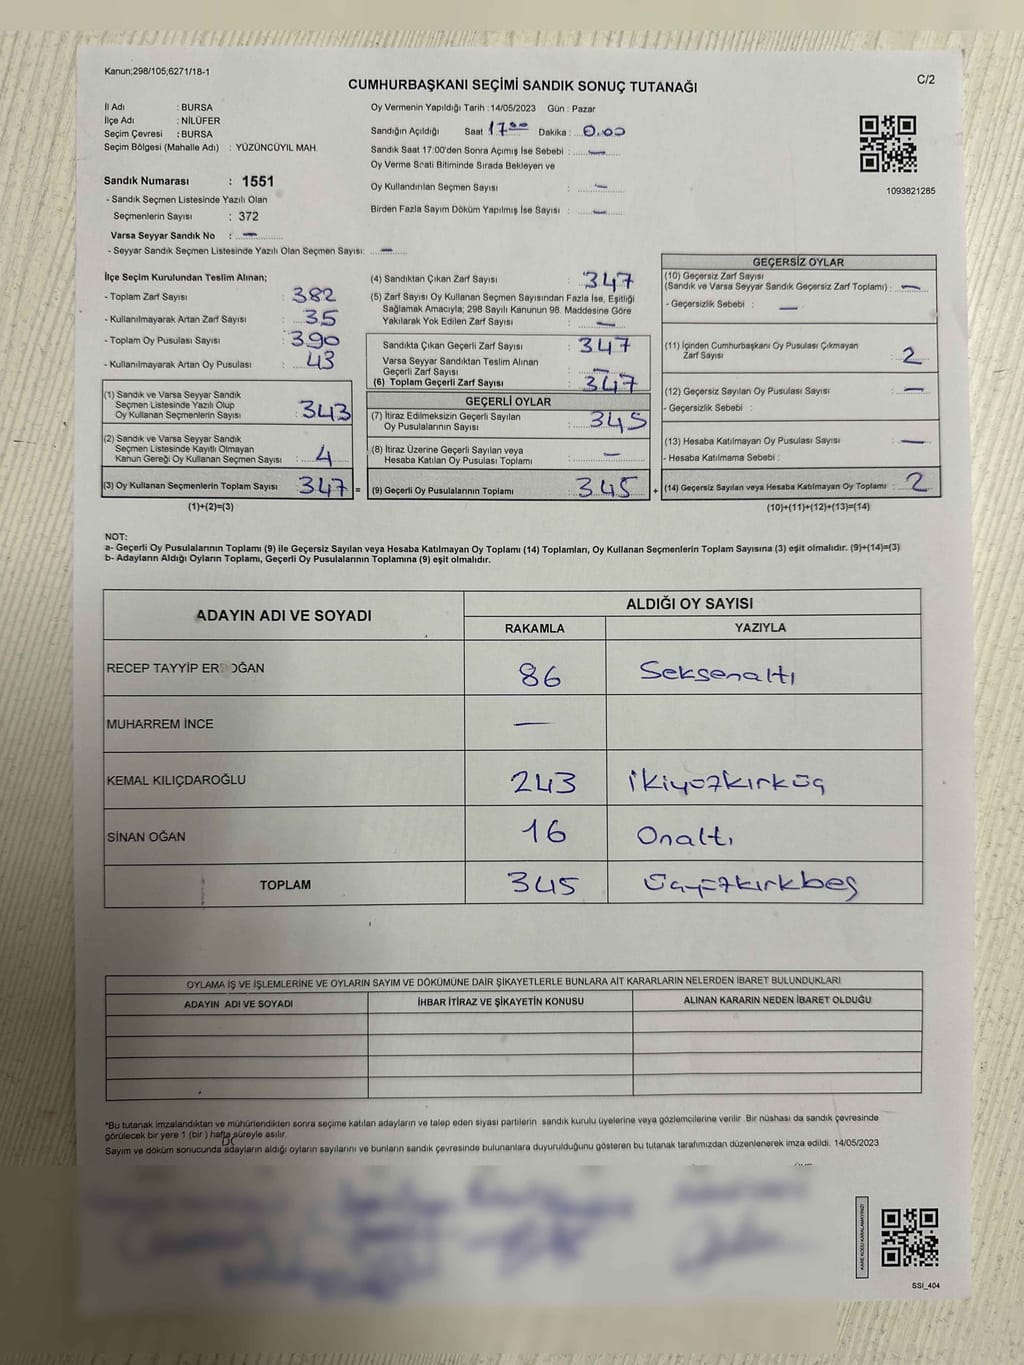 Kanun;298/105;6271/18-1
C/2
CUMHURBAŞKANI SEÇİMİ SANDIK SONUÇ TUTANAĞI
İl Adı : BURSA
İlçe Adı : NİLÜFER
Seçim Çevresi : BURSA
Seçim Bölgesi (Mahalle Adı) : YÜZÜNCÜYIL MAH.
Sandık Numarası : 1551
- Sandık Seçmen Listesinde Yazılı Olan
Seçmenlerin Sayısı : 372
Varsa Seyyar Sandık No : —
- Seyyar Sandık Seçmen Listesinde Yazılı Olan Seçmen Sayısı: —
Oy Vermenin Yapıldığı Tarih : 14/05/2023 Gün : Pazar
Sandığın Açıldığı Saat 17⁰⁰ Dakika : 0.00
Sandık Saat 17:00'den Sonra Açımış İse Sebebi : —
Oy Verme Saati Bitiminde Sırada Bekleyen ve
Oy Kullandırılan Seçmen Sayısı : —
Birden Fazla Sayım Döküm Yapılmış İse Sayısı : —
1093821285
İlçe Seçim Kurulundan Teslim Alınan;
- Toplam Zarf Sayısı : 382
- Kullanılmayarak Artan Zarf Sayısı : 35
- Toplam Oy Pusulası Sayısı : 390
- Kullanılmayarak Artan Oy Pusulası : 43
(1) Sandık ve Varsa Seyyar Sandık
Seçmen Listesinde Yazılı Olup
Oy Kullanan Seçmenlerin Sayısı : 343
(2) Sandık ve Varsa Seyyar Sandık
Seçmen Listesinde Kayıtlı Olmayan
Kanun Gereği Oy Kullanan Seçmen Sayısı : 4
(3) Oy Kullanan Seçmenlerin Toplam Sayısı : 347 =
(1)+(2)=(3)
(4) Sandıktan Çıkan Zarf Sayısı : 347
(5) Zarf Sayısı Oy Kullanan Seçmen Sayısından Fazla İse, Eşitliği
Sağlamak Amacıyla; 298 Sayılı Kanunun 98. Maddesine Göre
Yakılarak Yok Edilen Zarf Sayısı : —
Sandıkta Çıkan Geçerli Zarf Sayısı : 347
Varsa Seyyar Sandıktan Teslim Alınan
Geçerli Zarf Sayısı : —
(6) Toplam Geçerli Zarf Sayısı : 347
GEÇERLİ OYLAR
(7) İtiraz Edilmeksizin Geçerli Sayılan
Oy Pusulalarının Sayısı : 345
(8) İtiraz Üzerine Geçerli Sayılan veya
Hesaba Katılan Oy Pusulası Toplamı : —
(9) Geçerli Oy Pusulalarının Toplamı : 345 +
GEÇERSİZ OYLAR
(10) Geçersiz Zarf Sayısı
(Sandık ve Varsa Seyyar Sandık Geçersiz Zarf Toplamı) : —
- Geçersizlik Sebebi : —
(11) İçinden Cumhurbaşkanı Oy Pusulası Çıkmayan
Zarf Sayısı : 2
(12) Geçersiz Sayılan Oy Pusulası Sayısı : —
- Geçersizlik Sebebi :
(13) Hesaba Katılmayan Oy Pusulası Sayısı : —
- Hesaba Katılmama Sebebi :
(14) Geçersiz Sayılan veya Hesaba Katılmayan Oy Toplamı : 2
(10)+(11)+(12)+(13)=(14)
NOT:
a- Geçerli Oy Pusulalarının Toplamı (9) ile Geçersiz Sayılan veya Hesaba Katılmayan Oy Toplamı (14) Toplamları, Oy Kullanan Seçmenlerin Toplam Sayısına (3) eşit olmalıdır. (9)+(14)=(3)
b- Adayların Aldığı Oyların Toplamı, Geçerli Oy Pusulalarının Toplamına (9) eşit olmalıdır.
ADAYIN ADI VE SOYADI ALDIĞI OY SAYISI
RAKAMLA YAZIYLA
RECEP TAYYİP ERDOĞAN 86 Seksenaltı
MUHARREM İNCE —
KEMAL KILIÇDAROĞLU 243 ikiyüzkırküç
SİNAN OĞAN 16 Onaltı
TOPLAM 345 üçyüzkırkbeş
OYLAMA İŞ VE İŞLEMLERİNE VE OYLARIN SAYIM VE DÖKÜMÜNE DAİR ŞİKAYETLERLE BUNLARA AİT KARARLARIN NELERDEN İBARET BULUNDUKLARI
ADAYIN ADI VE SOYADI İHBAR İTİRAZ VE ŞİKAYETİN KONUSU ALINAN KARARIN NEDEN İBARET OLDUĞU
*Bu tutanak imzalandıktan ve mühürlendikten sonra seçime katılan adayların ve talep eden siyasi partilerin sandık kurulu üyelerine veya gözlemcilerine verilir. Bir nüshası da sandık çevresinde
görülecek bir yere 1 (bir) hafta süreyle asılır.
Sayım ve döküm sonucunda adayların aldığı oyların sayılarını ve bunların sandık çevresinde bulunanlara duyurulduğunu gösteren bu tutanak tarafımızdan düzenlenerek imza edildi. 14/05/2023
SSI_404